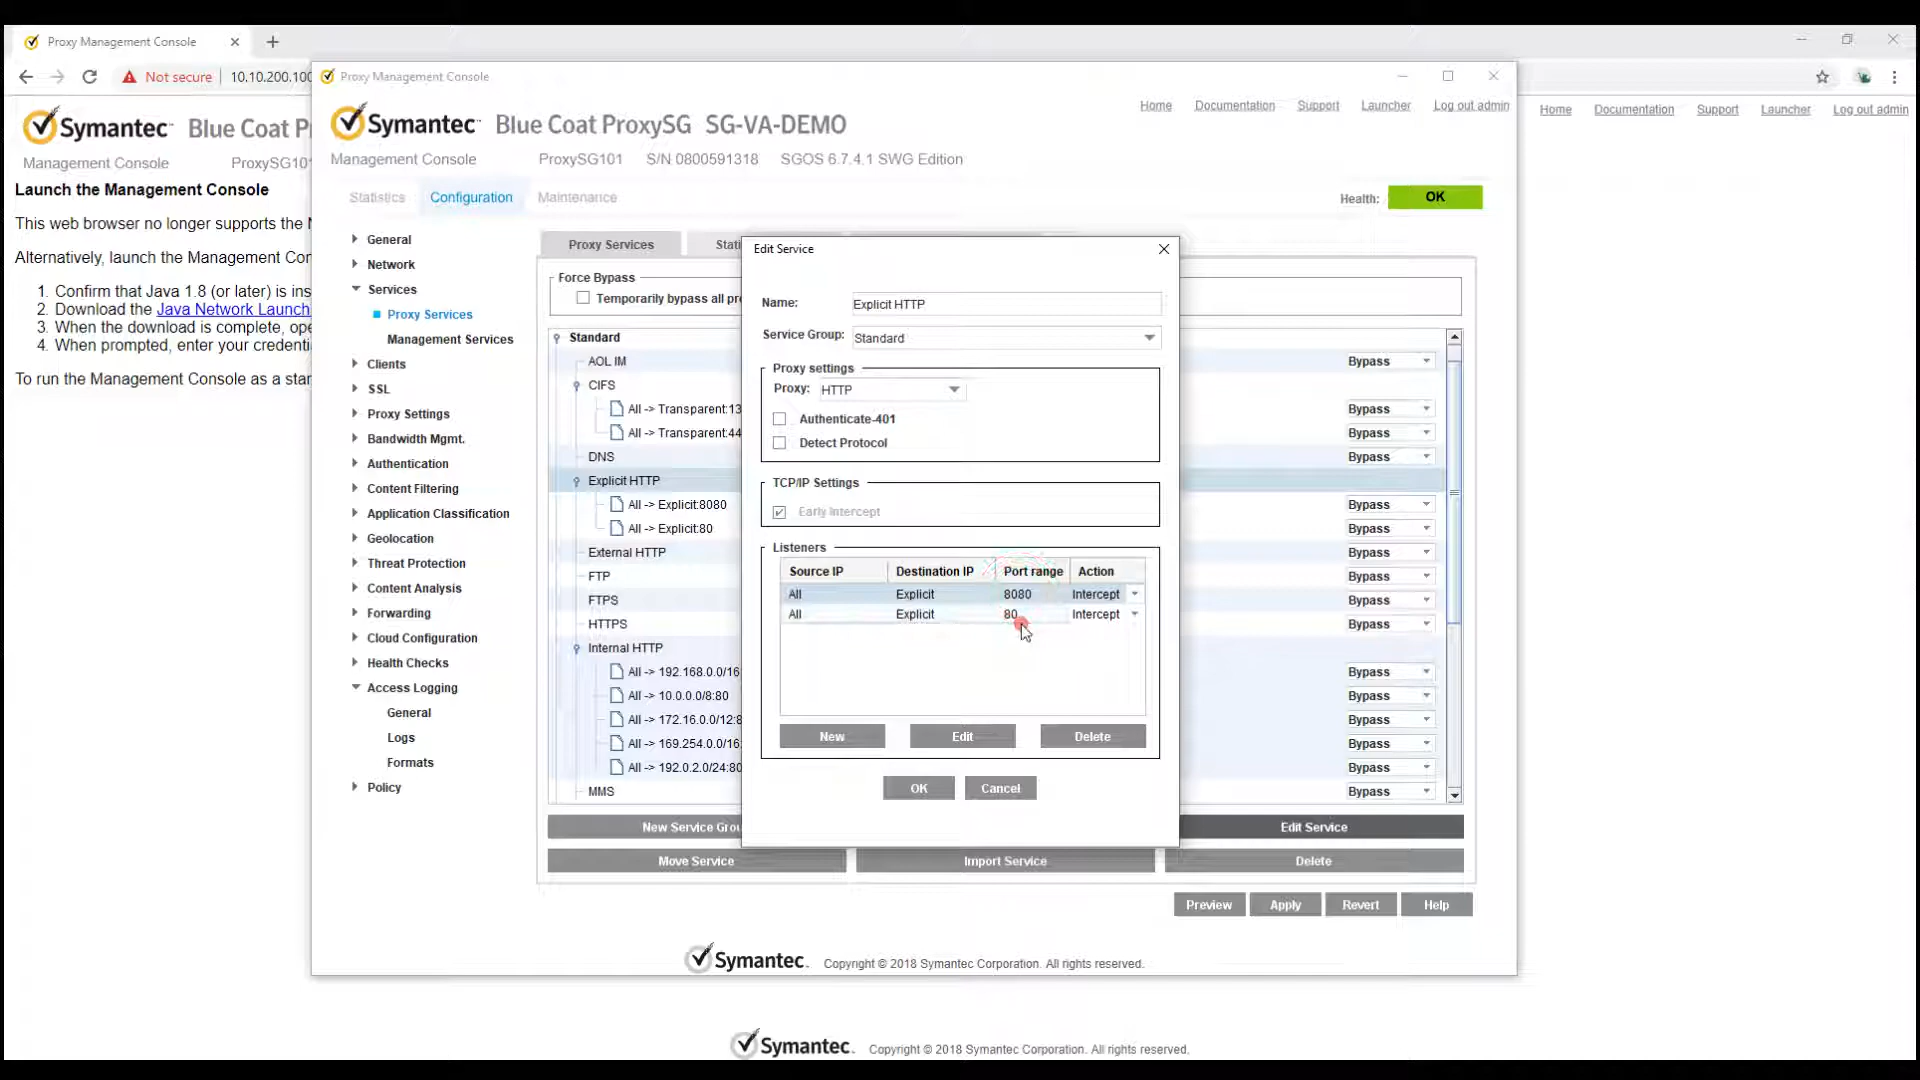 Proxy Management Console
Not secure
10.10.200.100
Symantec
Blue Coat P
Management Console
ProxySG101
Launch the Management Console
This web browser no longer supports the
Alternatively, launch the Management Con
1. Confirm that Java 1.8 (or later) is ins
2. Download the Java Network Launch
3. When the download is complete, ope
4. When prompted, enter your credenti
To run the Management Console as a star
Home
Documentation
Support
Launcher
Log out admin
Proxy Management Console
Home
Documentation
Support
Launcher
Log out admin
Symantec
Blue Coat ProxySG SG-VA-DEMO
Management Console
ProxySG101
S/N 0800591318
SGOS 6.7.4.1 SWG Edition
Statistics
Configuration
Maintenance
Health:
OK
General
Network
Services
Proxy Services
Management Services
Clients
SSL
Proxy Settings
Bandwidth Mgmt.
Authentication
Content Filtering
Application Classification
Geolocation
Threat Protection
Content Analysis
Forwarding
Cloud Configuration
Health Checks
Access Logging
General
Logs
Formats
Policy
Proxy Services
Stati
Force Bypass
Temporarily bypass all pr
Standard
AOL IM
Bypass
CIFS
All -> Transparent:13
Bypass
All -> Transparent:44
Bypass
DNS
Bypass
Explicit HTTP
All -> Explicit:8080
Bypass
All -> Explicit:80
Bypass
External HTTP
Bypass
FTP
Bypass
FTPS
Bypass
HTTPS
Bypass
Internal HTTP
All -> 192.168.0.0/16
Bypass
All -> 10.0.0.0/8:80
Bypass
All -> 172.16.0.0/12:8
Bypass
All -> 169.254.0.0/16
Bypass
All -> 192.0.2.0/24:80
Bypass
MMS
Bypass
New Service Grou
Edit Service
Move Service
Import Service
Delete
Preview
Apply
Revert
Help
Edit Service
Name:
Explicit HTTP
Service Group:
Standard
Proxy settings
Proxy:
HTTP
Authenticate-401
Detect Protocol
TCP/IP Settings
Early Intercept
Listeners
Source IP
Destination IP
Port range
Action
All
Explicit
8080
Intercept
All
Explicit
80
Intercept
New
Edit
Delete
OK
Cancel
Symantec.
Copyright © 2018 Symantec Corporation. All rights reserved.
Symantec.
Copyright © 2018 Symantec Corporation. All rights reserved.